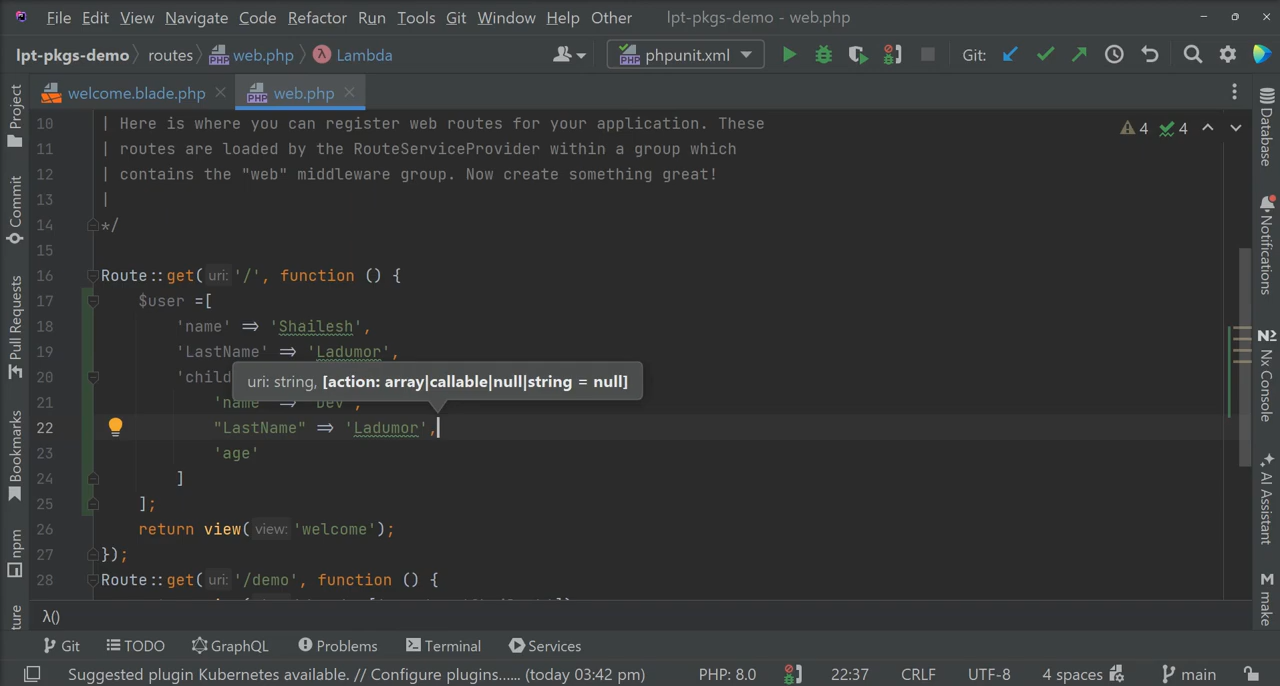 File Edit View Navigate Code Refactor Run Tools Git Window Help Other lpt-pkgs-demo - web.php
lpt-pkgs-demo routes web.php Lambda phpunit.xml Git:
welcome.blade.php web.php
Project
Commit
Pull Requests
Bookmarks
npm
10 | Here is where you can register web routes for your application. These
11 | routes are loaded by the RouteServiceProvider within a group which
12 | contains the "web" middleware group. Now create something great!
13 |
14 */
15
16 Route::get( uri: '/', function () {
17 $user =[
18 'name' => 'Shailesh',
19 'LastName' => 'Ladumor',
20 'child
uri: string, [action: array|callable|null|string = null]
21 'name' => 'Dev',
22 "LastName" => 'Ladumor',
23 'age'
24 ]
25 ];
26 return view( view: 'welcome');
27 });
28 Route::get( uri: '/demo', function () {
4 4
Database
Notifications
Nx Console
AI Assistant
make
λ()
Git TODO GraphQL Problems Terminal Services
Suggested plugin Kubernetes available. // Configure plugins...... (today 03:42 pm) PHP: 8.0 22:37 CRLF UTF-8 4 spaces main